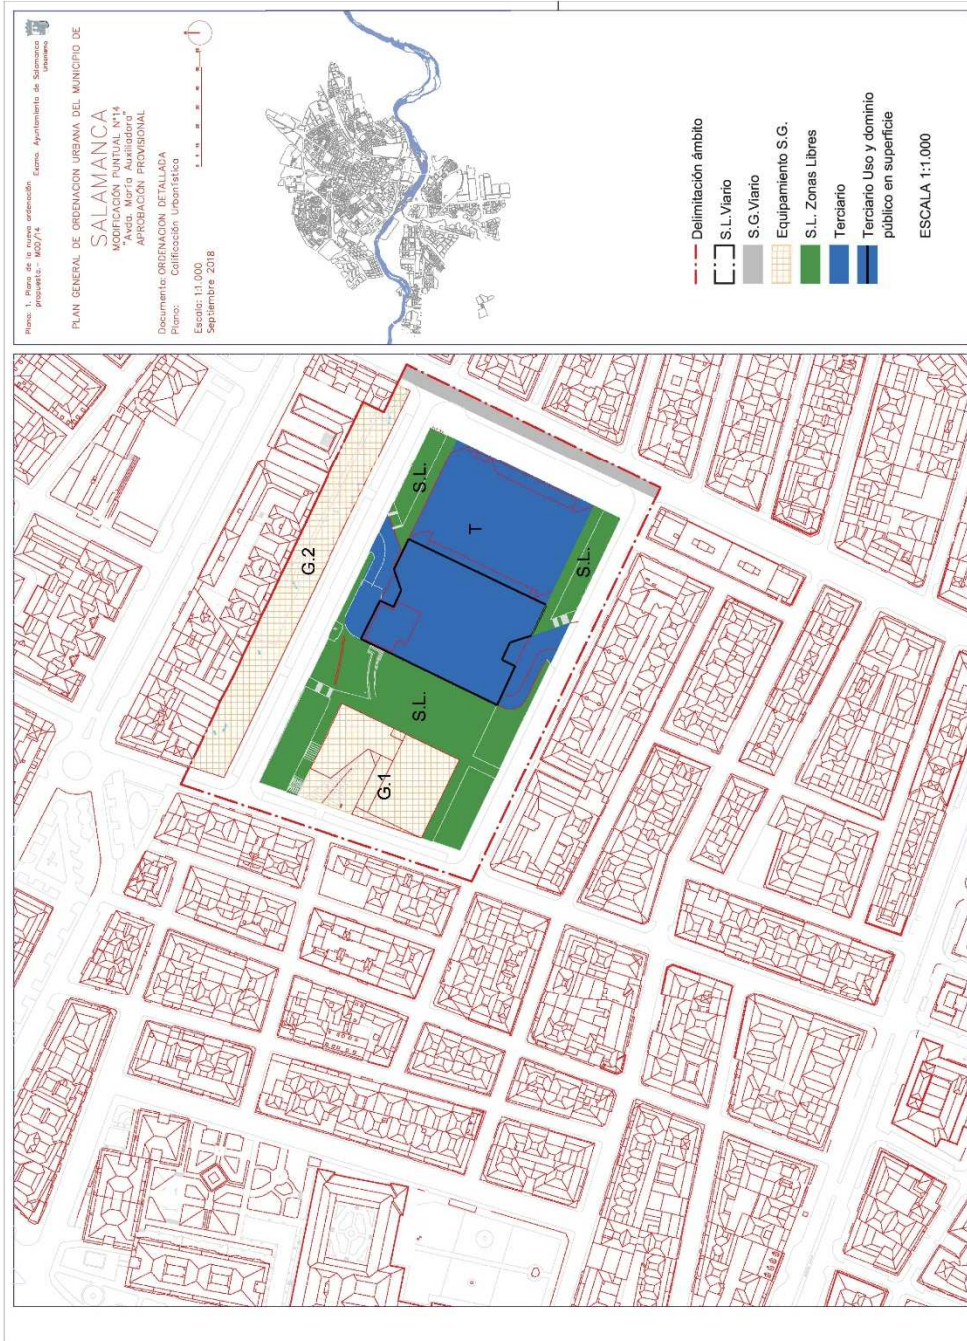 Plano: 1. Plano de la nueva ordenación
propuesta.- MOD/14
Excmo. Ayuntamiento de Salamanca
Urbanismo
PLAN GENERAL DE ORDENACION URBANA DEL MUNICIPIO DE
SALAMANCA
MODIFICACIÓN PUNTUAL Nº14
"Avda. María Auxiliadora"
APROBACIÓN PROVISIONAL
Documento: ORDENACION DETALLADA
Plano: Calificación Urbanística
Escala: 1:1.000
Septiembre 2018
Delimitación ámbito
S.L.Viario
S.G.Viario
Equipamiento S.G.
S.L. Zonas Libres
Terciario
Terciario Uso y dominio
público en superficie
ESCALA 1:1.000
G.2
S.L.
T
S.L.
S.L.
G.1